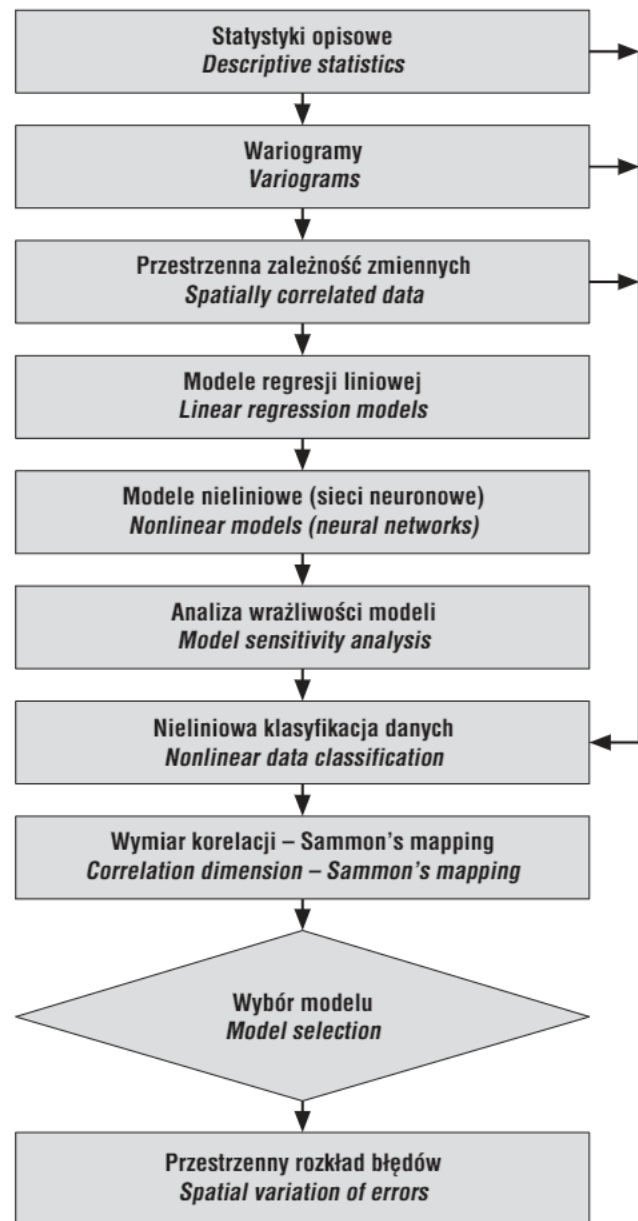 Statystyki opisowe
Descriptive statistics
Wariogramy
Variograms
Przestrzenna zależność zmiennych
Spatially correlated data
Modele regresji liniowej
Linear regression models
Modele nieliniowe (sieci neuronowe)
Nonlinear models (neural networks)
Analiza wrażliwości modeli
Model sensitivity analysis
Nieliniowa klasyfikacja danych
Nonlinear data classification
Wymiar korelacji – Sammon's mapping
Correlation dimension – Sammon's mapping
Wybór modelu
Model selection
Przestrzenny rozkład błędów
Spatial variation of errors